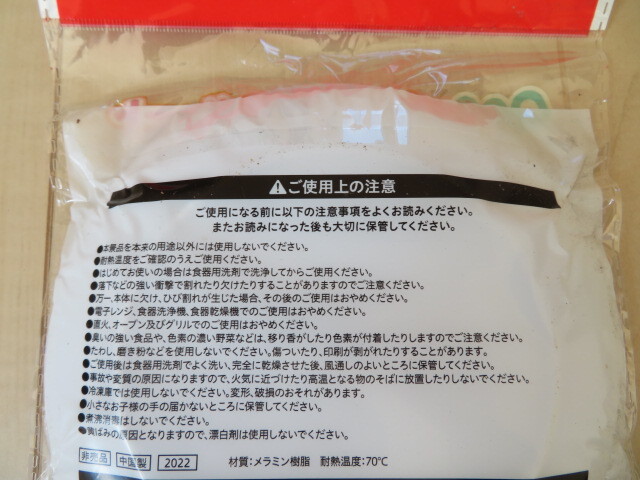 ⚠ご使用上の注意
ご使用になる前に以下の注意事項をよくお読みください。
またお読みになった後も大切に保管してください。
●本景品を本来の用途以外には使用しないでください。
●耐熱温度をご確認のうえご使用ください。
●はじめてお使いの場合は食器用洗剤で洗浄してからご使用ください。
●落下などの強い衝撃で割れたり欠けたりすることがありますのでご注意ください。
●万一、本体に欠け、ひび割れが生じた場合、その後のご使用はおやめください。
●電子レンジ、食器洗浄機、食器乾燥機でのご使用はおやめください。
●直火、オーブン及びグリルでのご使用はおやめください。
●臭いの強い食品や、色素の濃い野菜などは、移り香がしたり色素が付着したりしますのでご注意ください。
●たわし、磨き粉などを使用しないでください。傷ついたり、印刷が剥がれたりすることがあります。
●ご使用後は食器用洗剤でよく洗い、完全に乾燥させた後、風通しのよいところに保管してください。
●事故や変質の原因になりますので、火気に近づけたり高温となる物のそばに放置したりしないでください。
●冷凍庫では使用しないでください。変形、破損のおそれがあります。
●小さなお子様の手の届かないところに保管してください。
●煮沸消毒はしないでください。
●黄ばみの原因となりますので、漂白剤は使用しないでください。
非売品 中国製 2022 材質:メラミン樹脂 耐熱温度:70℃